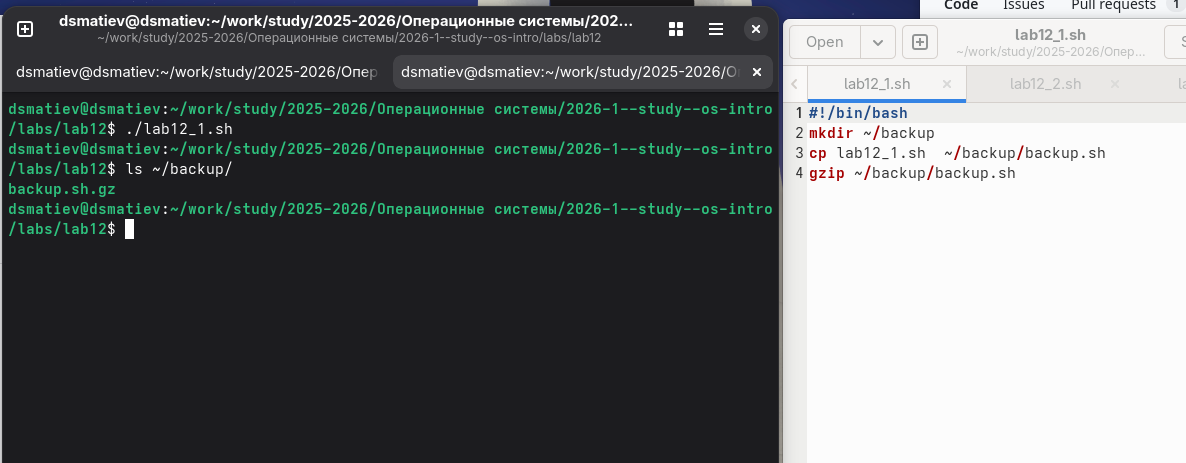 dsmatiev@dsmatiev:~/work/study/2025-2026/Операционные системы/202...
~/work/study/2025-2026/Операционные системы/2026-1--study--os-intro/labs/lab12
dsmatiev@dsmatiev:~/work/study/2025-2026/Опер
dsmatiev@dsmatiev:~/work/study/2025-2026/О
dsmatiev@dsmatiev:~/work/study/2025-2026/Операционные системы/2026-1--study--os-intro
/labs/lab12$ ./lab12_1.sh
dsmatiev@dsmatiev:~/work/study/2025-2026/Операционные системы/2026-1--study--os-intro
/labs/lab12$ ls ~/backup/
backup.sh.gz
dsmatiev@dsmatiev:~/work/study/2025-2026/Операционные системы/2026-1--study--os-intro
/labs/lab12$
Code Issues Pull requests 1
Open
lab12_1.sh
~/work/study/2025-2026/Опер...
lab12_1.sh
lab12_2.sh
1 #!/bin/bash
2 mkdir ~/backup
3 cp lab12_1.sh  ~/backup/backup.sh
4 gzip ~/backup/backup.sh